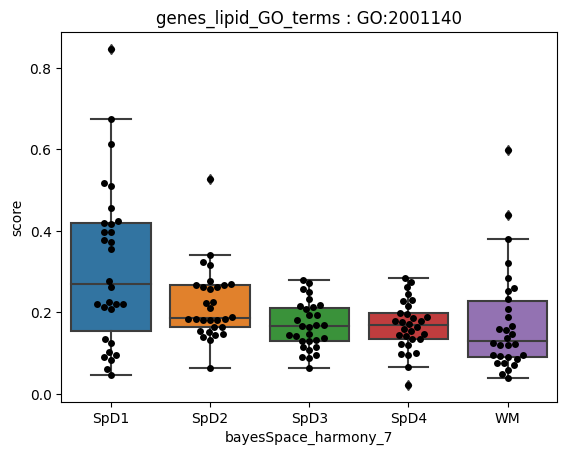 genes_lipid_GO_terms : GO:2001140
score
0.8
0.6
0.4
0.2
0.0
SpD1 SpD2 SpD3 SpD4 WM
bayesSpace_harmony_7